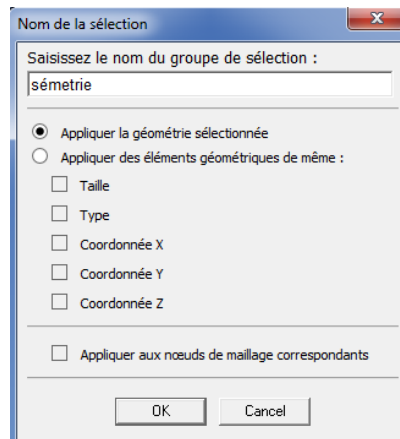 Nom de la sélection
Saisissez le nom du groupe de sélection :
sémetrie
Appliquer la géométrie sélectionnée
Appliquer des éléments géométriques de même :
Taille
Type
Coordonnée X
Coordonnée Y
Coordonnée Z
Appliquer aux nœuds de maillage correspondants
OK
Cancel